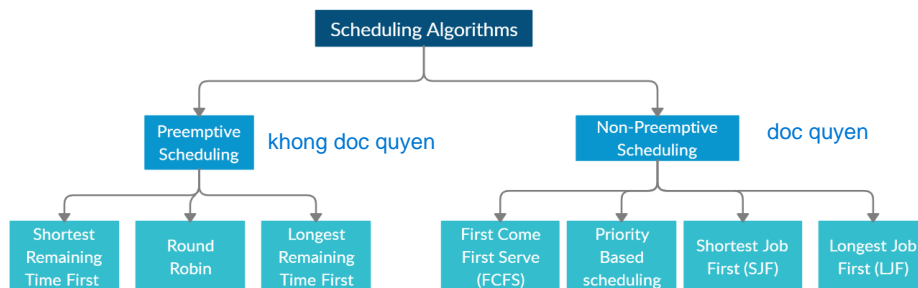 Scheduling Algorithms
Preemptive
Scheduling
khong doc quyen
Non-Preemptive
Scheduling
doc quyen
Shortest
Remaining
Time First
Round
Robin
Longest
Remaining
Time First
First Come
First Serve
(FCFS)
Priority
Based
scheduling
Shortest Job
First (SJF)
Longest Job
First (LJF)